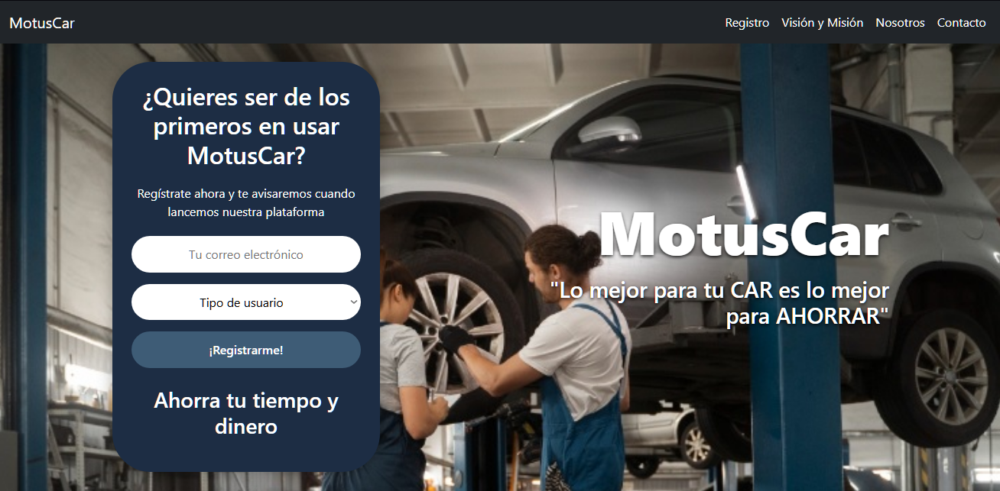 MotusCar
Registro Visión y Misión Nosotros Contacto
¿Quieres ser de los
primeros en usar
MotusCar?
Regístrate ahora y te avisaremos cuando
lancemos nuestra plataforma
Tu correo electrónico
Tipo de usuario
¡Registrarme!
Ahorra tu tiempo y
dinero
MotusCar
"Lo mejor para tu CAR es lo mejor
para AHORRAR"